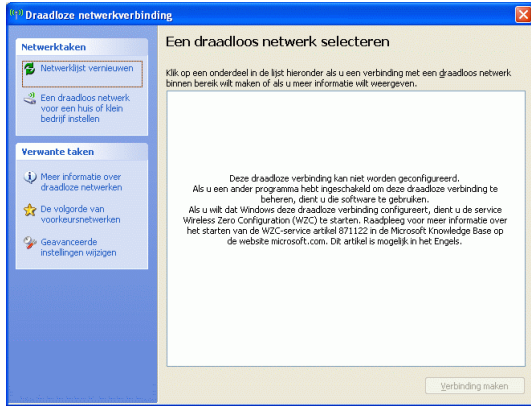 Draadloze netwerkverbinding
Netwerktaken
Netwerklijst vernieuwen
Een draadloos netwerk
voor een huis of klein
bedrijf instellen
Verwante taken
Meer informatie over
draadloze netwerken
De volgorde van
voorkeursnetwerken
Geavanceerde
instellingen wijzigen
Een draadloos netwerk selecteren
Klik op een onderdeel in de lijst hieronder als u een verbinding met een draadloos netwerk
binnen bereik wilt maken of als u meer informatie wilt weergeven.
Deze draadloze verbinding kan niet worden geconfigureerd.
Als u een ander programma hebt ingeschakeld om deze draadloze verbinding te
beheren, dient u die software te gebruiken.
Als u wilt dat Windows deze draadloze verbinding configureert, dient u de service
Wireless Zero Configuration (WZC) te starten. Raadpleeg voor meer informatie over
het starten van de WZC-service artikel 871122 in de Microsoft Knowledge Base op
de website microsoft.com. Dit artikel is mogelijk in het Engels.
Verbinding maken